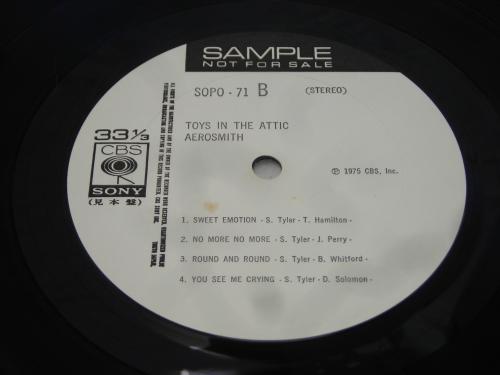 SAMPLE
NOT FOR SALE
SOPO - 71 B (STEREO)
TOYS IN THE ATTIC
AEROSMITH
33 1/3
CBS
SONY
(見本盤)
℗ 1975 CBS, Inc.
1. SWEET EMOTION - S. Tyler - T. Hamilton -
2. NO MORE NO MORE - S. Tyler - J. Perry -
3. ROUND AND ROUND - S. Tyler - B. Whitford -
4. YOU SEE ME CRYING - S. Tyler - D. Solomon -